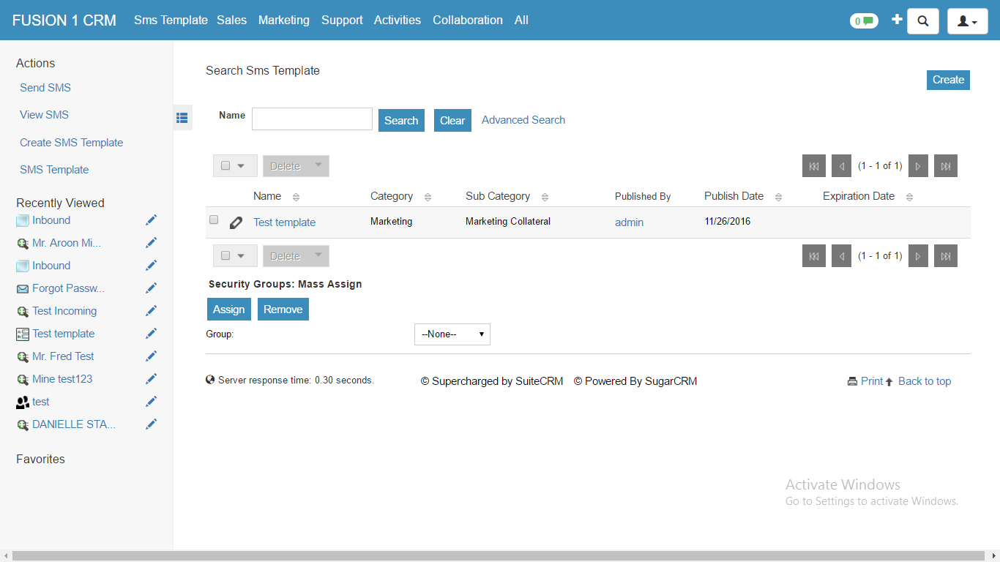 FUSION 1 CRM Sms Template Sales Marketing Support Activities Collaboration All 0
Actions
Send SMS
View SMS
Create SMS Template
SMS Template
Recently Viewed
Inbound
Mr. Aroon Mi...
Inbound
Forgot Passw...
Test Incoming
Test template
Mr. Fred Test
Mine test123
test
DANIELLE STA...
Favorites
Search Sms Template
Create
Name Search Clear Advanced Search
Delete (1 - 1 of 1)
Name Category Sub Category Published By Publish Date Expiration Date
Test template Marketing Marketing Collateral admin 11/26/2016
Delete (1 - 1 of 1)
Security Groups: Mass Assign
Assign Remove
Group: --None--
Server response time: 0.30 seconds. © Supercharged by SuiteCRM © Powered By SugarCRM Print Back to top
Activate Windows
Go to Settings to activate Windows.